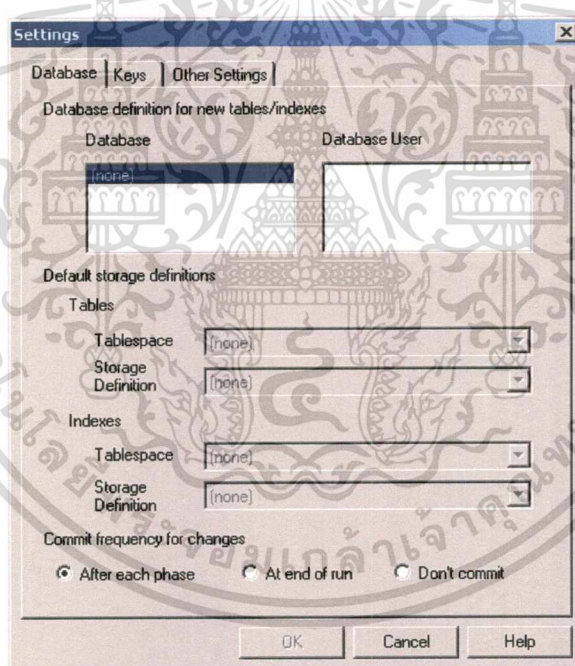 Settings
Database Keys Other Settings
Database definition for new tables/indexes
Database Database User
(none)
Default storage definitions
Tables
Tablespace (none)
Storage Definition (none)
Indexes
Tablespace (none)
Storage Definition (none)
Commit frequency for changes
After each phase At end of run Don't commit
OK Cancel Help